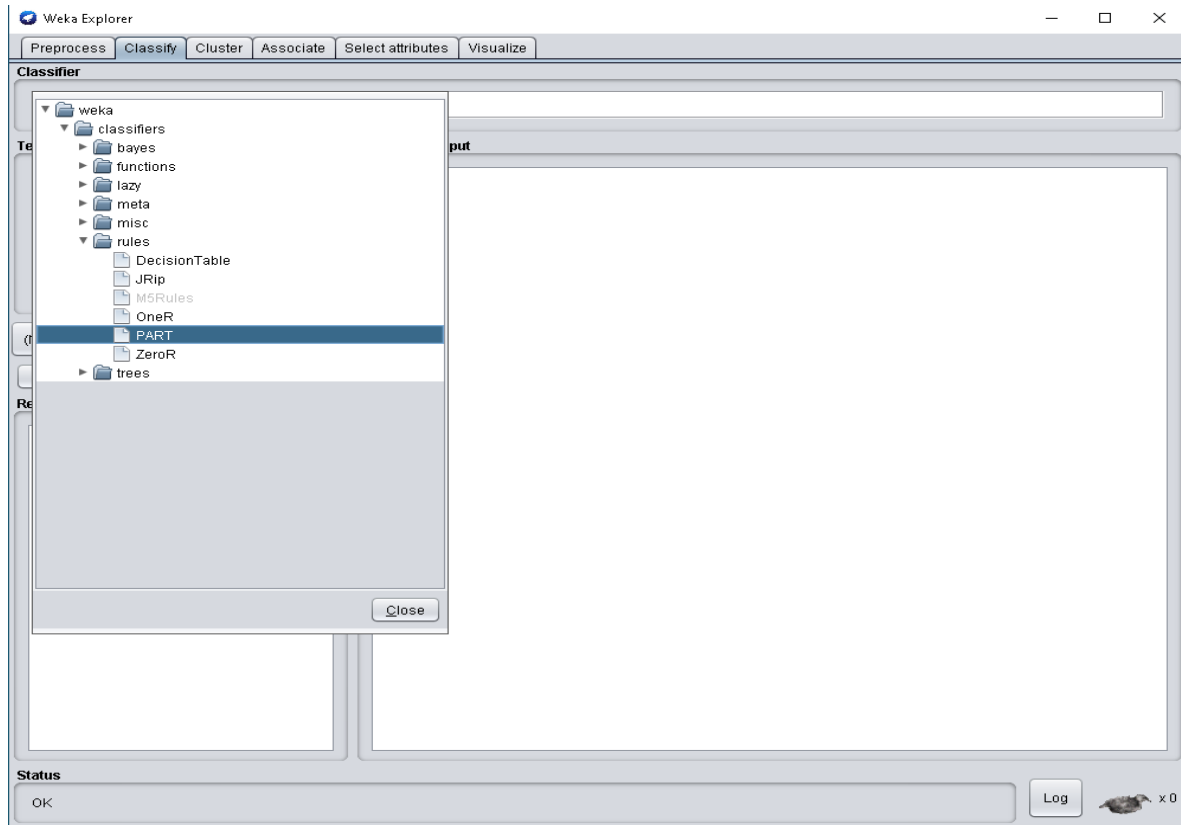 Weka Explorer
Preprocess Classify Cluster Associate Select attributes Visualize
Classifier
weka
classifiers
bayes
functions
lazy
meta
misc
rules
DecisionTable
JRip
M5Rules
OneR
PART
ZeroR
trees
Close
Status
OK
Log
x 0